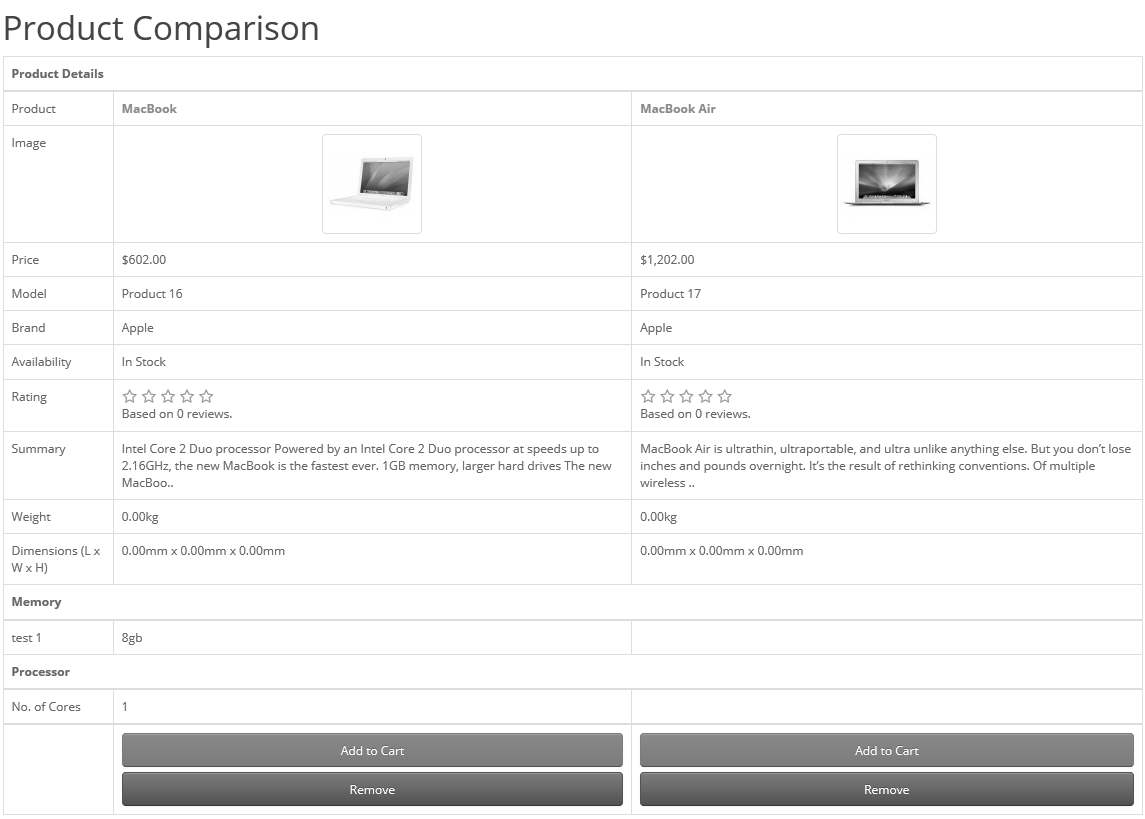 Product Comparison
Product Details
Product MacBook MacBook Air
Image
Price $602.00 $1,202.00
Model Product 16 Product 17
Brand Apple Apple
Availability In Stock In Stock
Rating
Based on 0 reviews. Based on 0 reviews.
Summary Intel Core 2 Duo processor Powered by an Intel Core 2 Duo processor at speeds up to MacBook Air is ultrathin, ultraportable, and ultra unlike anything else. But you don’t lose
2.16GHz, the new MacBook is the fastest ever. 1GB memory, larger hard drives The new inches and pounds overnight. It’s the result of rethinking conventions. Of multiple
MacBoo.. wireless ..
Weight 0.00kg 0.00kg
Dimensions (L x 0.00mm x 0.00mm x 0.00mm 0.00mm x 0.00mm x 0.00mm
W x H)
Memory
test 1 8gb
Processor
No. of Cores 1
Add to Cart Add to Cart
Remove Remove